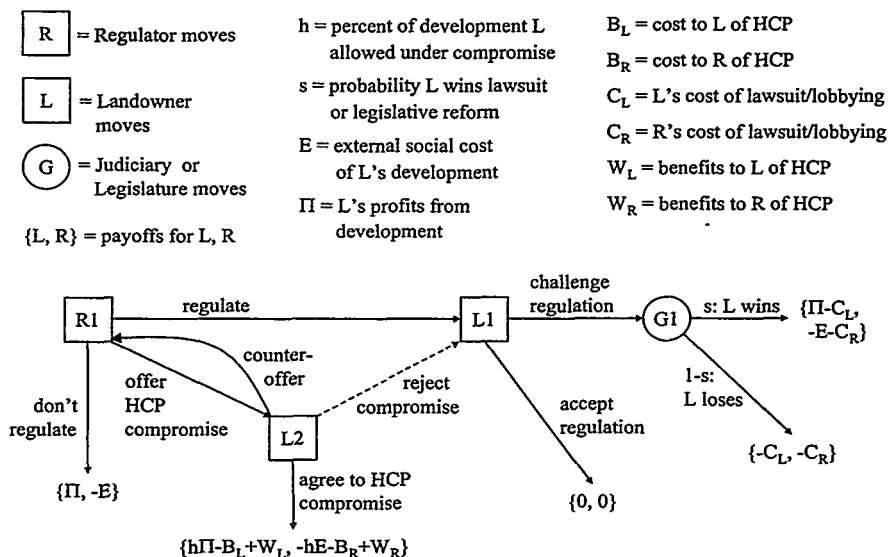 R = Regulator moves
L = Landowner
moves
G = Judiciary or
Legislature moves
{L, R} = payoffs for L, R
h = percent of development L
allowed under compromise
s = probability L wins lawsuit
or legislative reform
E = external social cost
of L's development
Π = L's profits from
development
B_L = cost to L of HCP
B_R = cost to R of HCP
C_L = L's cost of lawsuit/lobbying
C_R = R's cost of lawsuit/lobbying
W_L = benefits to L of HCP
W_R = benefits to R of HCP
R1
regulate
L1
challenge
regulation
G1
s: L wins
{Π-C_L,
-E-C_R}
counter-
offer
offer
HCP
compromise
don't
regulate
L2
reject
compromise
accept
regulation
1-s:
L loses
{-C_L, -C_R}
{Π, -E}
agree to HCP
compromise
{0, 0}
{hΠ-B_L+W_L, -hE-B_R+W_R}